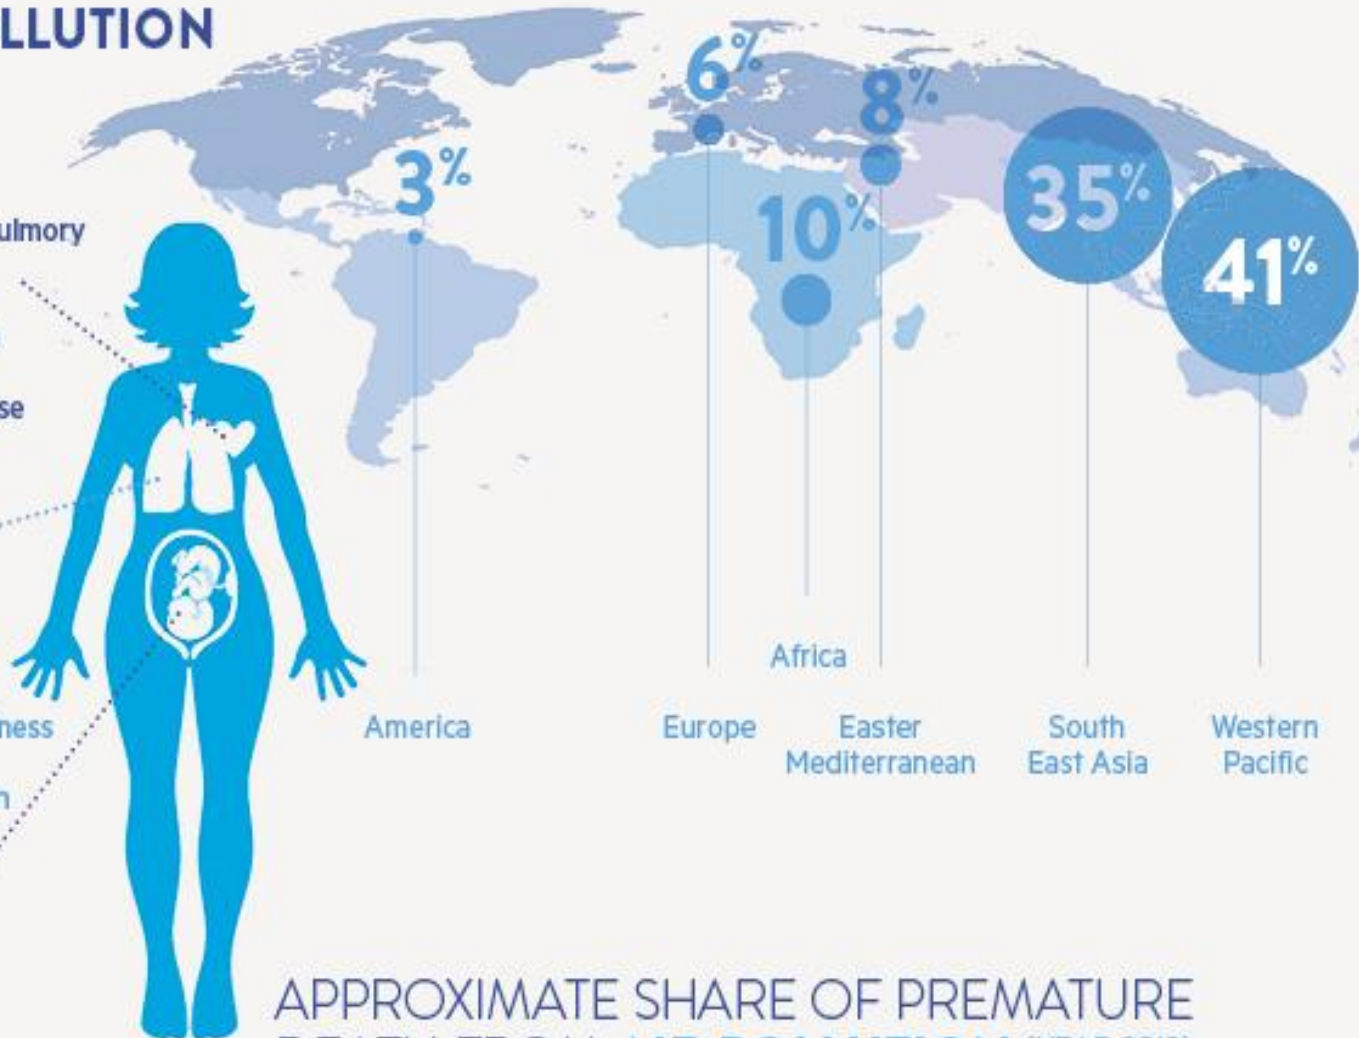 LLUTION
6%
8%
3%
35%
10%
41%
ulmory
se
Africa
ness
America
Europe
Easter
Mediterranean
South
East Asia
Western
Pacific
n
APPROXIMATE SHARE OF PREMATURE